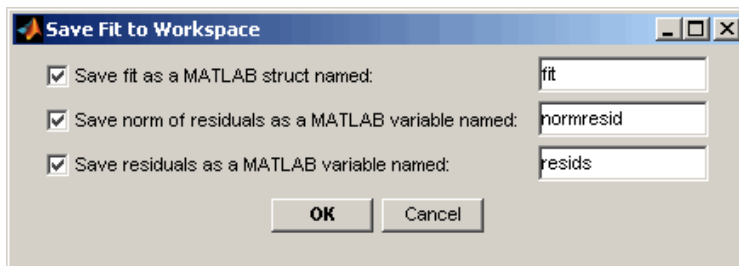 Save Fit to Workspace
Save fit as a MATLAB struct named: fit
Save norm of residuals as a MATLAB variable named: normresid
Save residuals as a MATLAB variable named: resids
OK Cancel